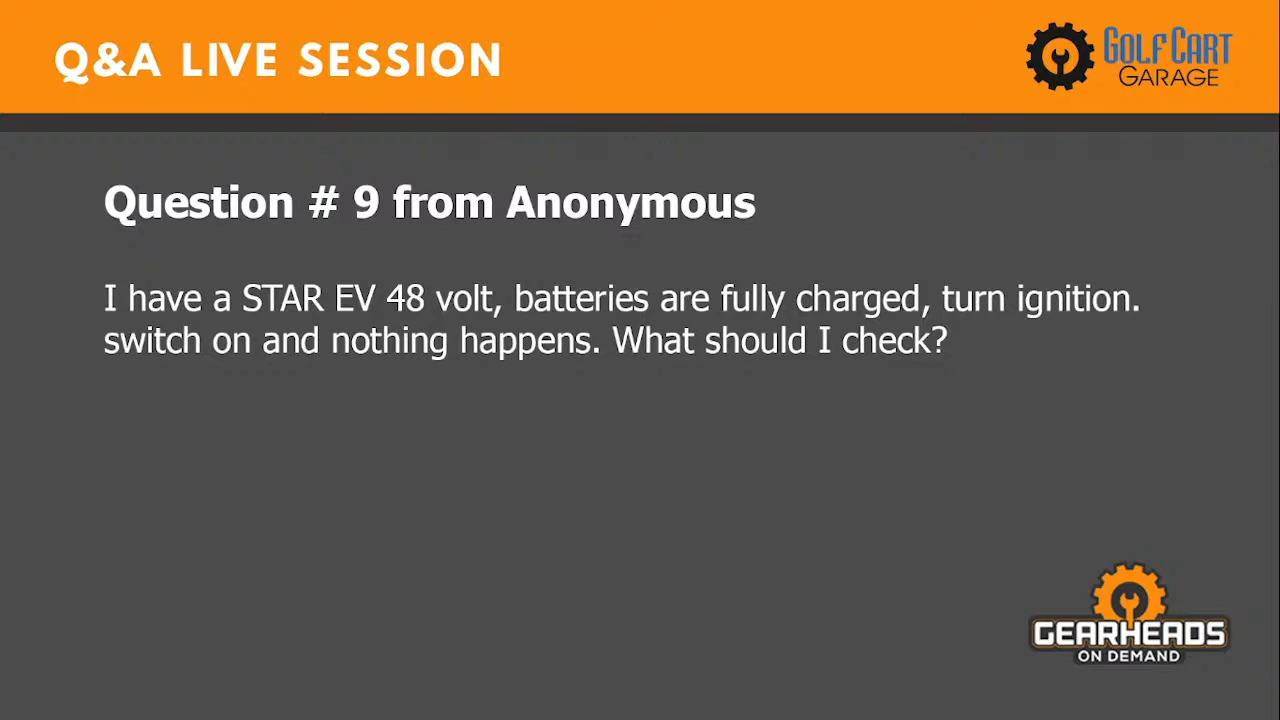 Q&A LIVE SESSION
GOLF CART
GARAGE
Question # 9 from Anonymous
I have a STAR EV 48 volt, batteries are fully charged, turn ignition.
switch on and nothing happens. What should I check?
GEARHEADS
ON DEMAND